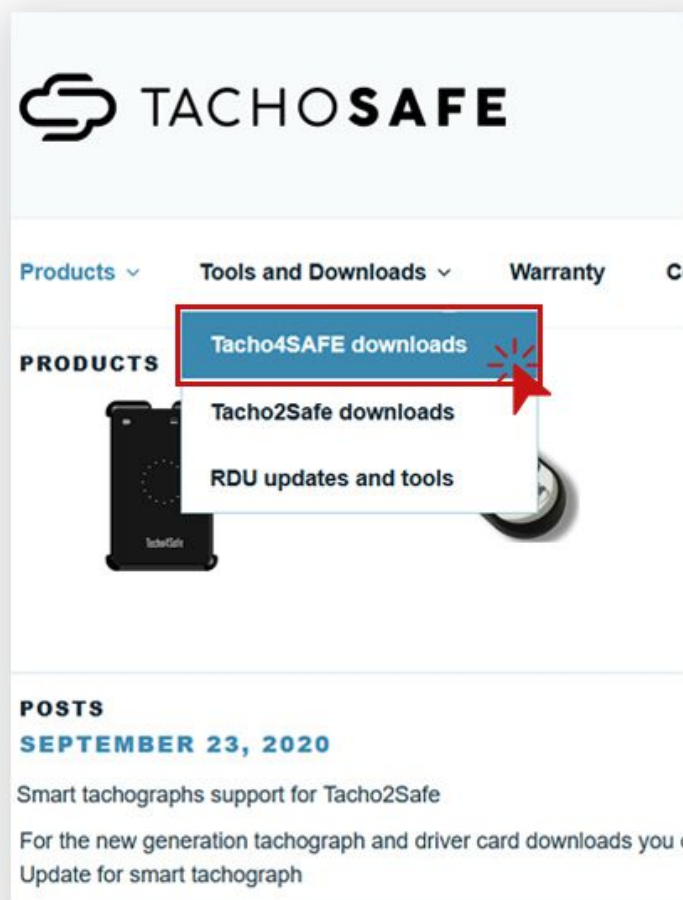 TACHOSAFE
Products Tools and Downloads Warranty
PRODUCTS
Tacho4SAFE downloads
Tacho2Safe downloads
RDU updates and tools
Tacho4Safe
POSTS
SEPTEMBER 23, 2020
Smart tachographs support for Tacho2Safe
For the new generation tachograph and driver card downloads you
Update for smart tachograph